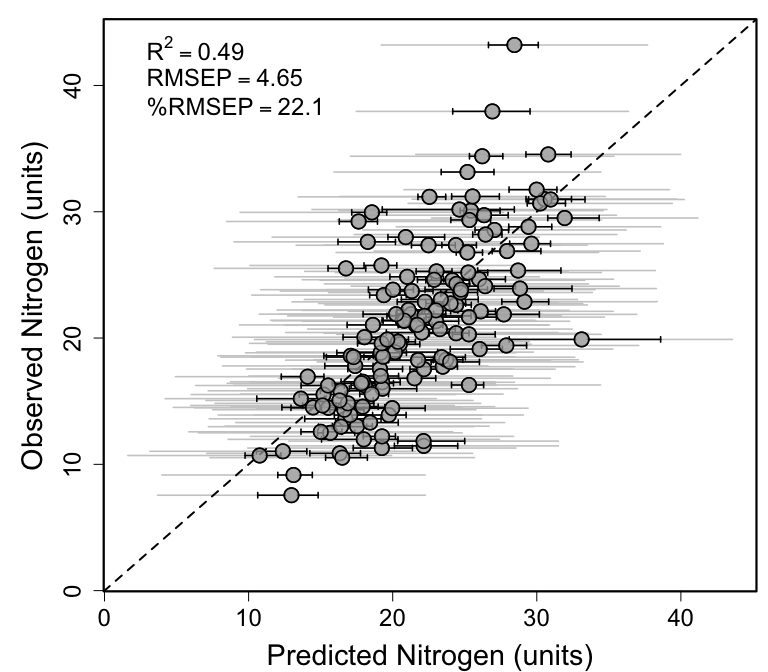 R² = 0.49
RMSEP = 4.65
%RMSEP = 22.1
Observed Nitrogen (units)
40
30
20
10
0
0 10 20 30 40
Predicted Nitrogen (units)